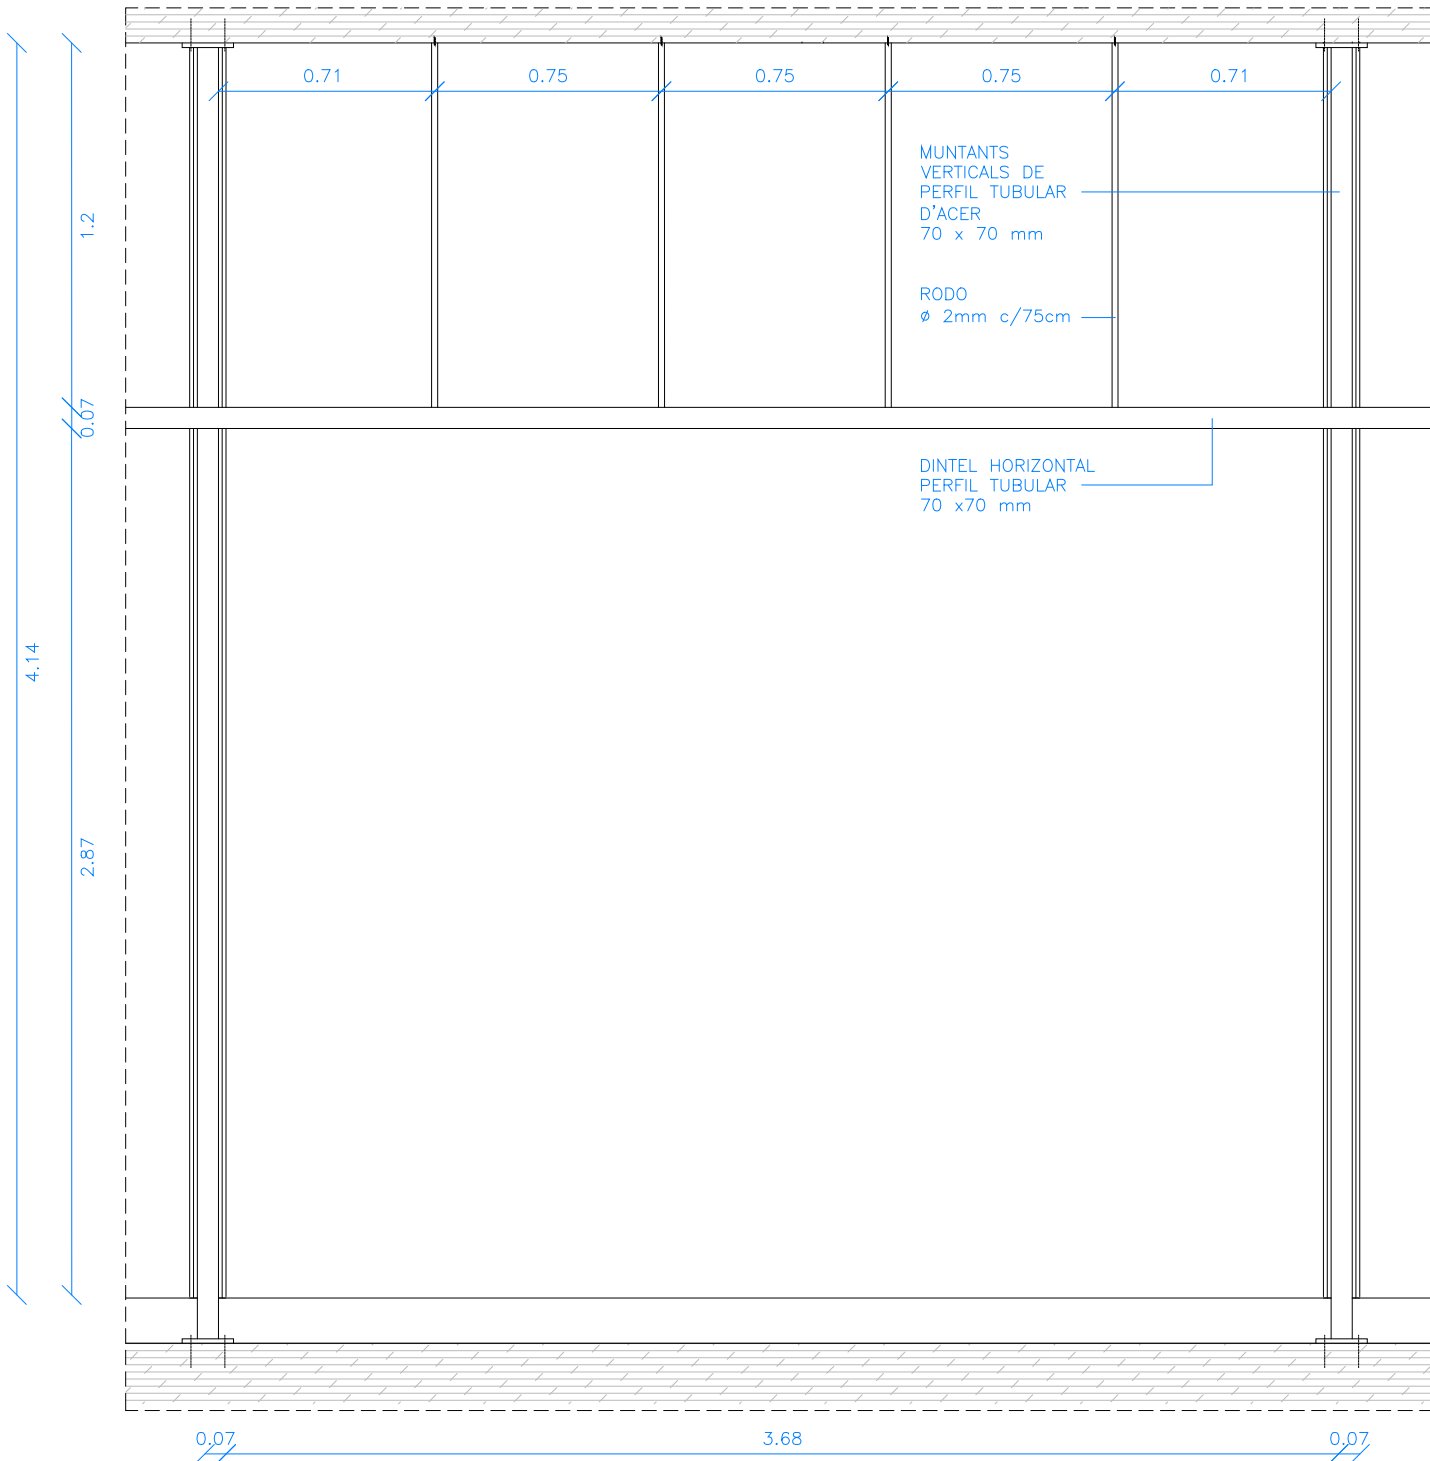 0.71 0.75 0.75 0.75 0.71
MUNTANTS
VERTICALS DE
PERFIL TUBULAR
D'ACER
70 x 70 mm
1.2
RODO
ø 2mm c/75cm
0.07
DINTEL HORIZONTAL
PERFIL TUBULAR
70 x70 mm
4.14
2.87
0.07 3.68 0.07